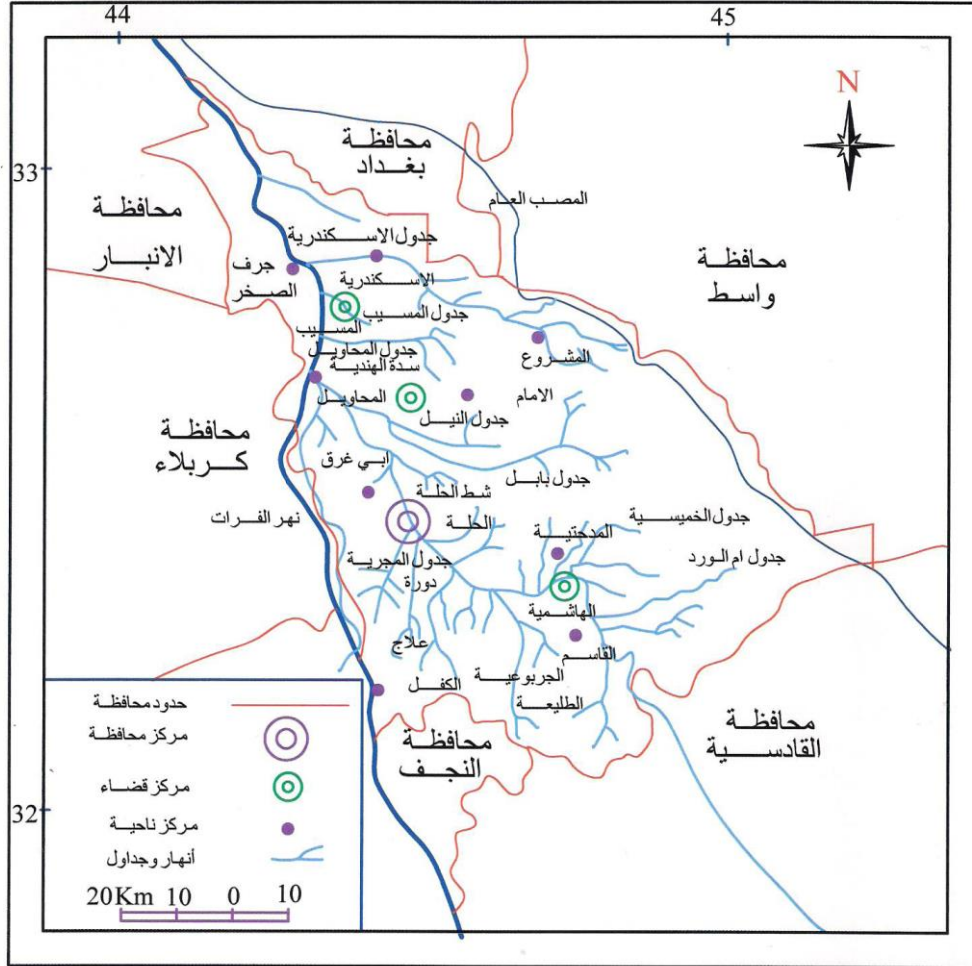 44
45
33
32
N
محافظة
بغداد
المصب العام
محافظة
الانبار
محافظة
واسط
جدول الاسكندرية
جرف
الصخر
الاسكندرية
جدول المسيب
المسيب
جدول المحاويل
سدة الهندية
المشروع
المحاويل
الامام
جدول النيل
محافظة
كربلاء
ابي غرق
جدول بابل
شط الحلة
الحلة
نهر الفرات
المدحتية
جدول الخميسية
جدول المجرية
دورة
جدول ام الورد
الهاشمية
علاج
القاسم
الجربوعية
الكفل
الطليعة
محافظة
النجف
محافظة
القادسية
حدود محافظة
مركز محافظة
مركز قضاء
مركز ناحية
أنهار وجداول
20Km 10 0 10